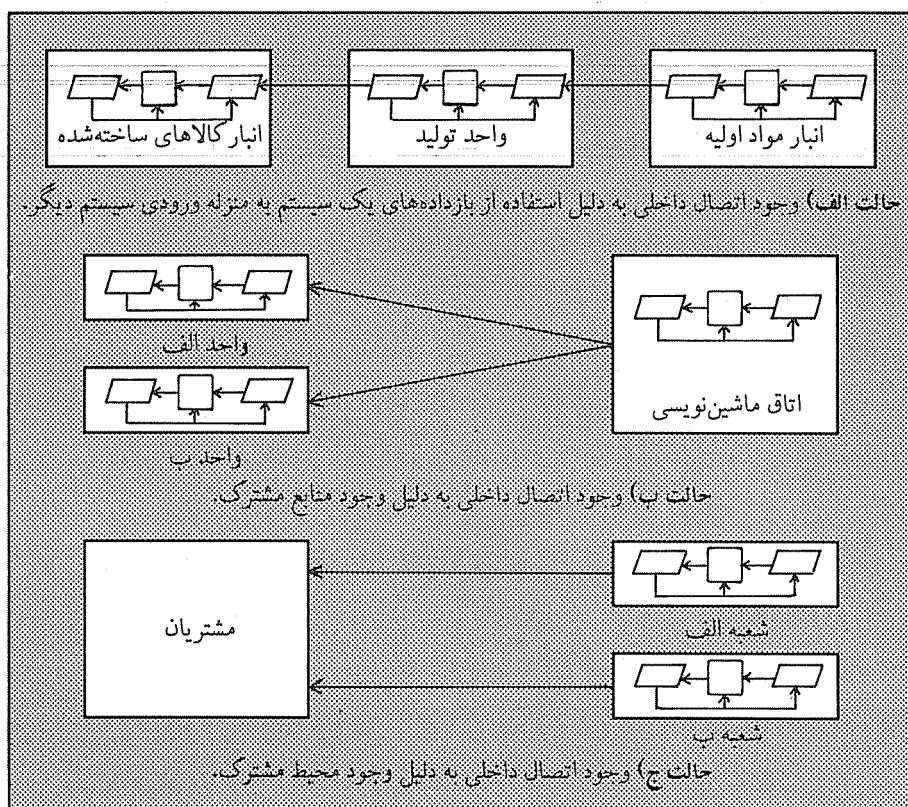 انبار مواد اولیه
واحد تولید
انبار کالاهای ساخته‌شده
حالت الف) وجود اتصال داخلی به دلیل استفاده از بازداده‌های یک سیستم به منزله ورودی سیستم دیگر.
اتاق ماشین‌نویسی
واحد الف
واحد ب
حالت ب) وجود اتصال داخلی به دلیل وجود منابع مشترک.
شعبه الف
مشتریان
شعبه ب
حالت ج) وجود اتصال داخلی به دلیل وجود محیط مشترک.